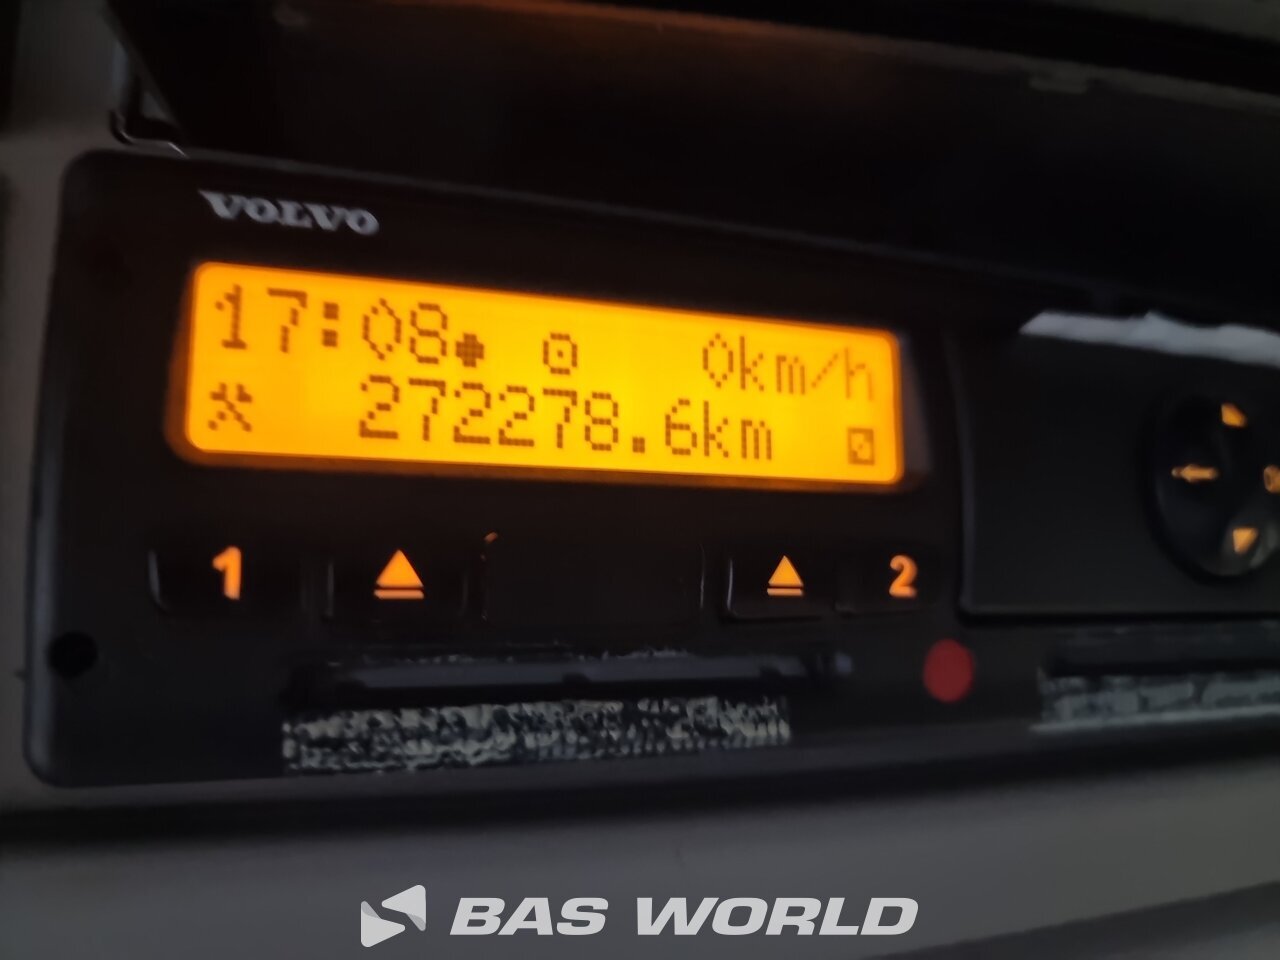 VOLVO
17:08 0km/h
272278.6km
1 2
BAS WORLD